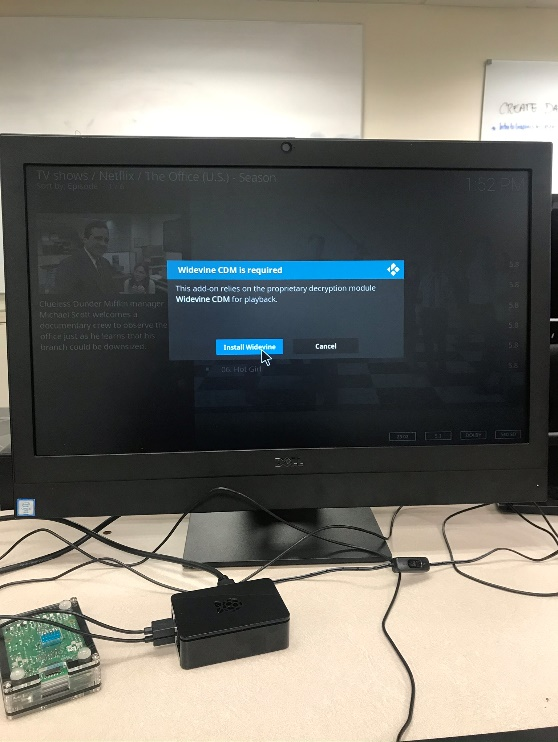 CREATE
TV shows / Netflix / The Office (U.S.) - Season
1:52 PM
Sort by: Episode
Widevine CDM is required
This add-on relies on the proprietary decryption module
Widevine CDM for playback.
Install Widevine
Cancel
Clueless Dunder Mifflin manager
Michael Scott welcomes a
documentary crew to observe the
office just as he learns that his
branch could be downsized.
06. Hot Girl
DELL